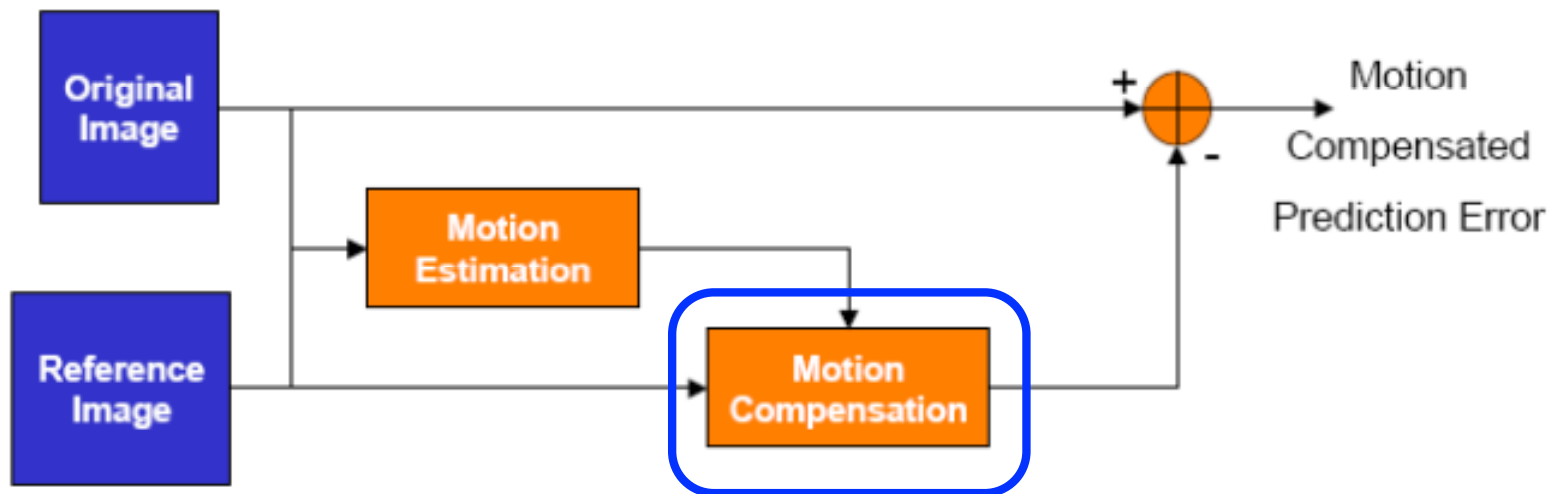 Original
Image
+
-
Motion
Compensated
Prediction Error
Motion
Estimation
Reference
Image
Motion
Compensation